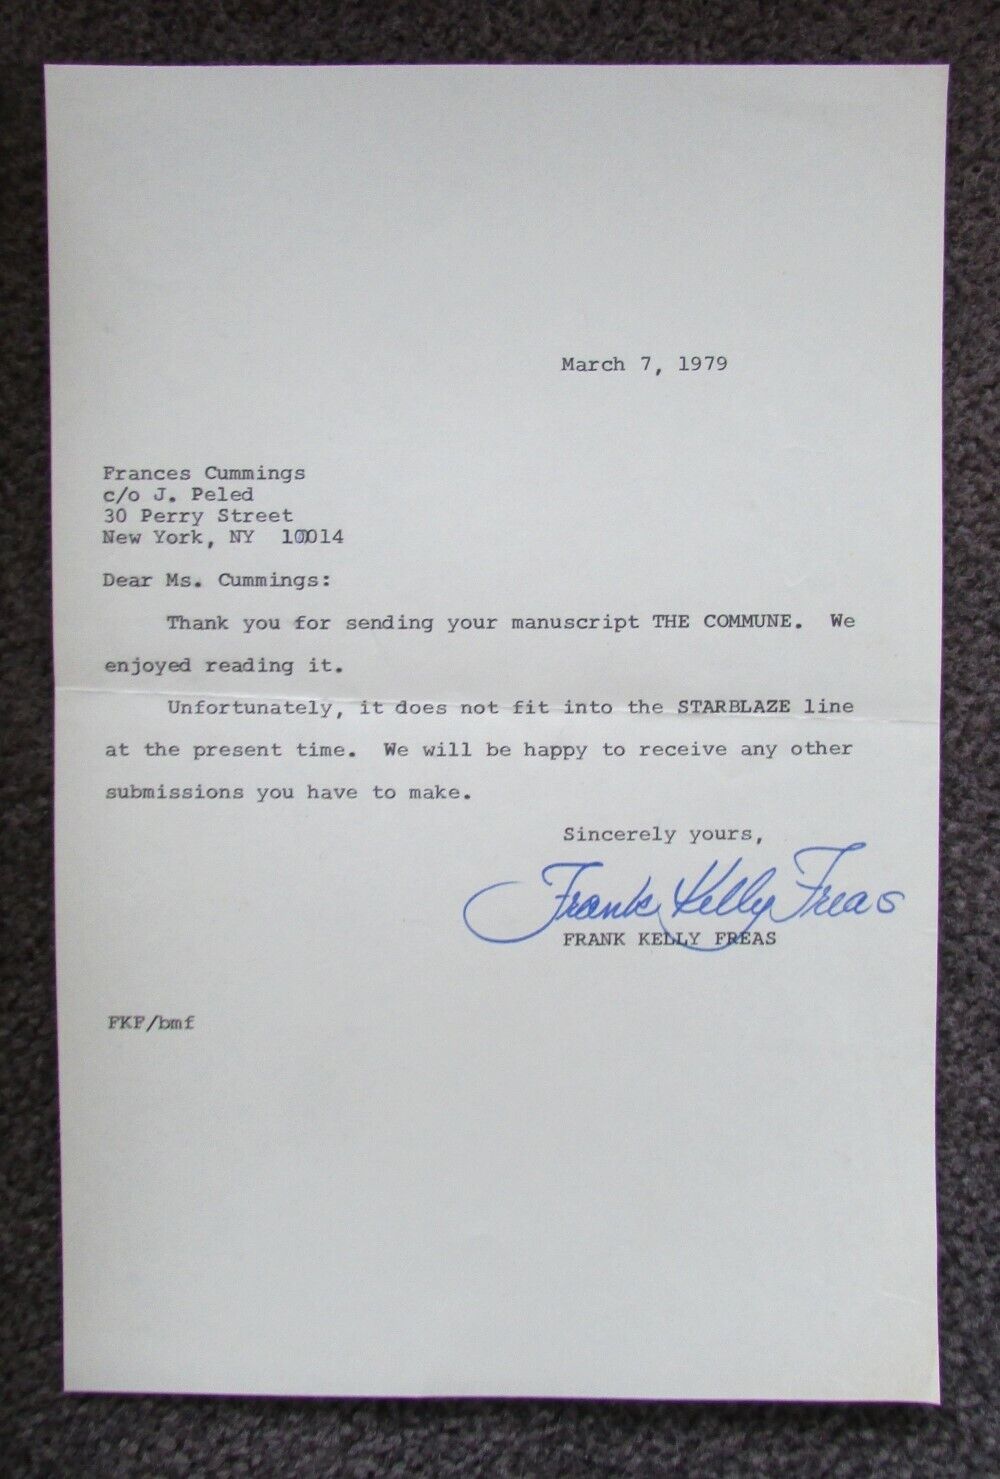 March 7, 1979
Frances Cummings
c/o J. Peled
30 Perry Street
New York, NY  10014
Dear Ms. Cummings:
Thank you for sending your manuscript THE COMMUNE.  We
enjoyed reading it.
Unfortunately, it does not fit into the STARBLAZE line
at the present time.  We will be happy to receive any other
submissions you have to make.
Sincerely yours,
Frank Kelly Freas
FRANK KELLY FREAS
FKF/bmf